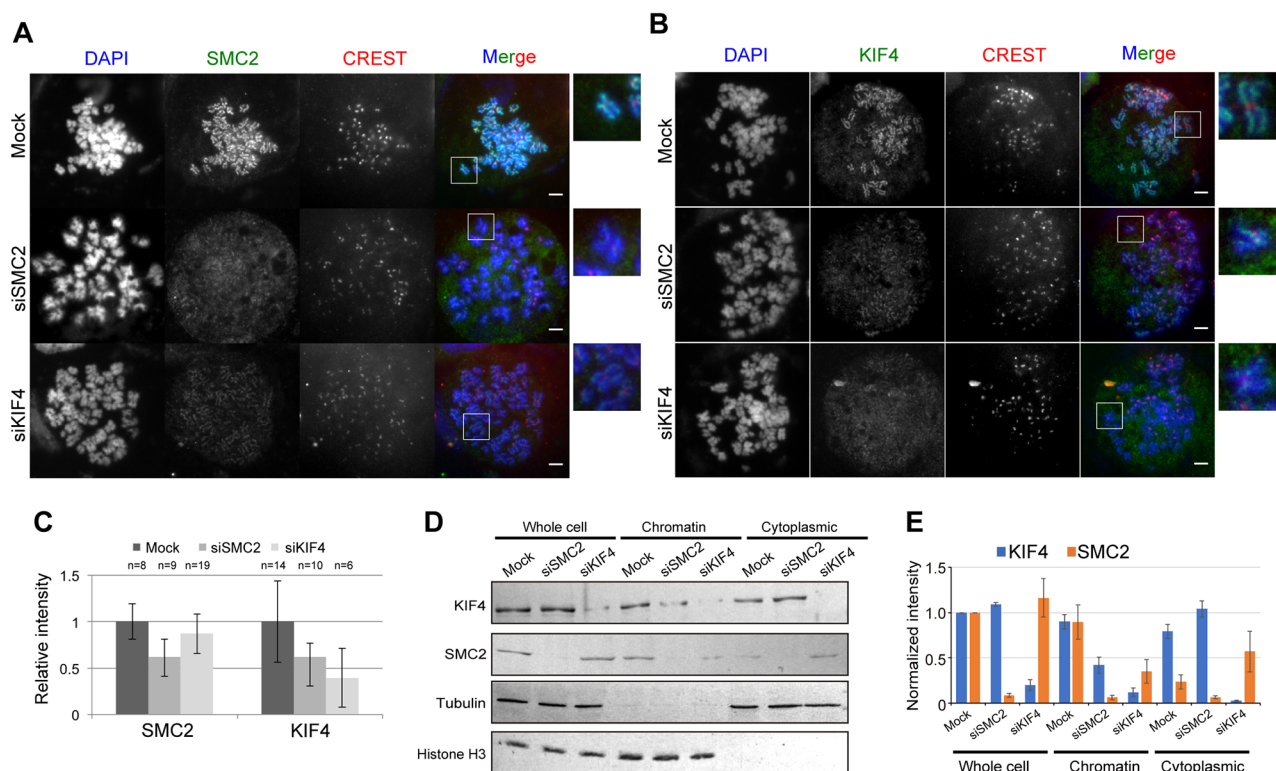 A
DAPI SMC2 CREST Merge
Mock
siSMC2
siKIF4
B
DAPI KIF4 CREST Merge
Mock
siSMC2
siKIF4
C
Mock siSMC2 siKIF4
n=8 n=9 n=19 n=14 n=10 n=6
Relative intensity
1.5
1
0.5
0
SMC2 KIF4
D
Whole cell Chromatin Cytoplasmic
Mock siSMC2 siKIF4 Mock siSMC2 siKIF4 Mock siSMC2 siKIF4
KIF4
SMC2
Tubulin
Histone H3
E
KIF4 SMC2
Normalized intensity
1.5
1.0
0.5
0
Mock siSMC2 siKIF4 Mock siSMC2 siKIF4 Mock siSMC2 siKIF4
Whole cell Chromatin Cytoplasmic